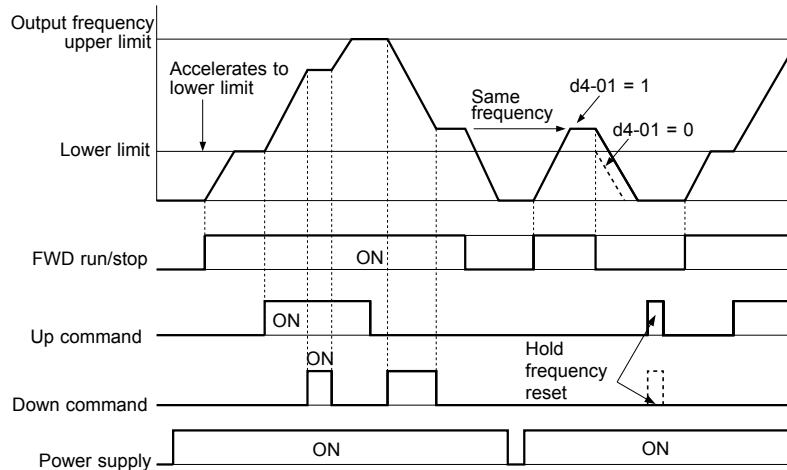 Output frequency
upper limit
Accelerates to
lower limit
Same
frequency
d4-01 = 1
d4-01 = 0
Lower limit
FWD run/stop
ON
Up command
ON
ON
Hold
frequency
reset
Down command
Power supply
ON
ON